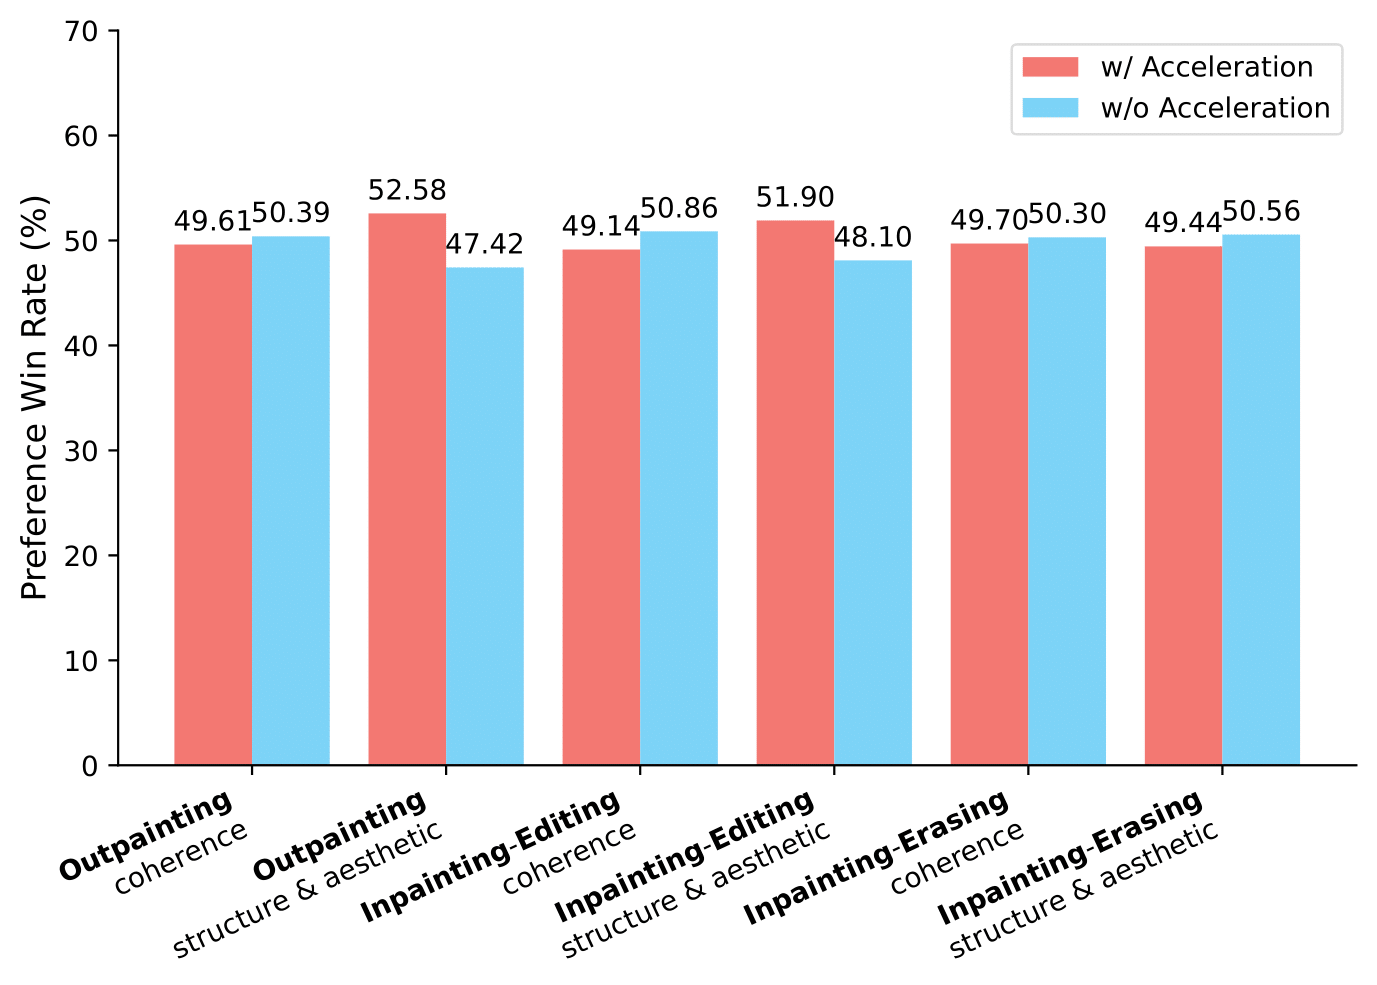 70
60
50
40
30
20
10
0
Preference Win Rate (%)
w/ Acceleration
w/o Acceleration
49.61
50.39
52.58
47.42
49.14
50.86
51.90
48.10
49.70
50.30
49.44
50.56
Outpainting
coherence
Outpainting
structure & aesthetic
Inpainting-Editing
coherence
Inpainting-Editing
structure & aesthetic
Inpainting-Erasing
coherence
Inpainting-Erasing
structure & aesthetic